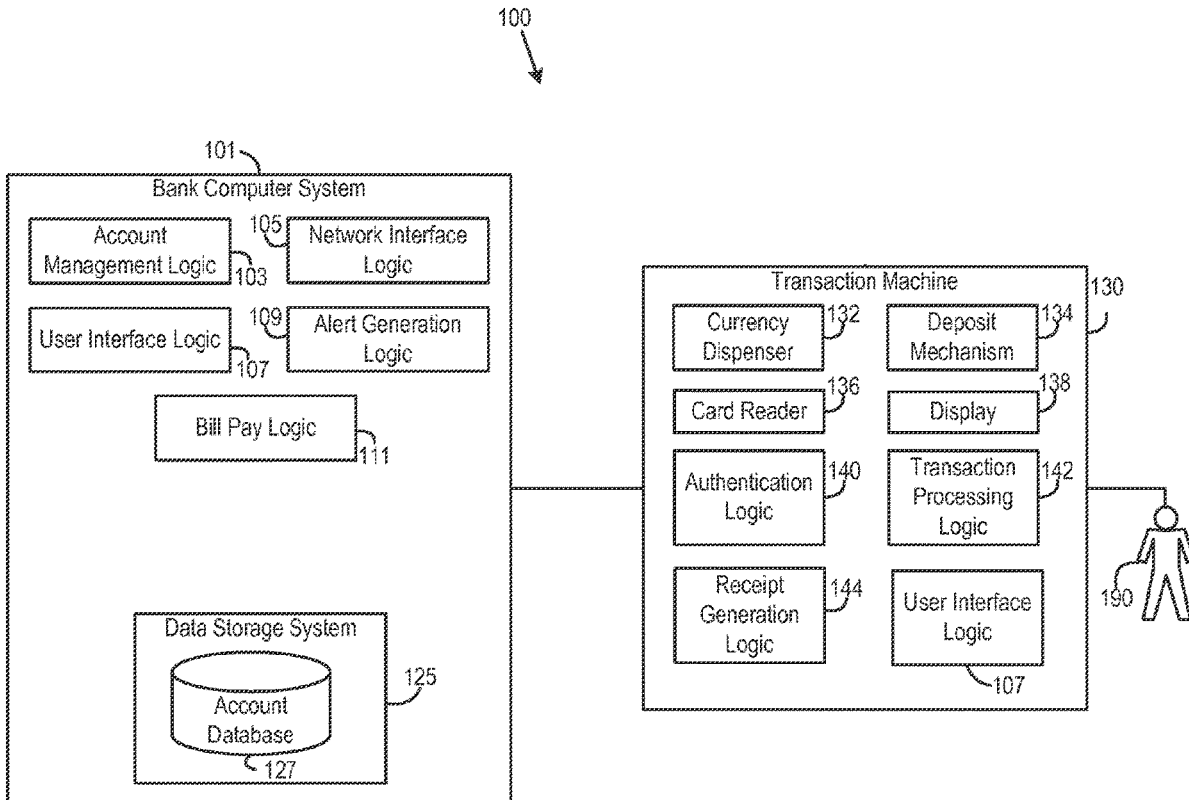 100
101
Bank Computer System
Account
Management Logic
103
105
Network Interface
Logic
User Interface Logic
107
109
Alert Generation
Logic
Bill Pay Logic
111
Data Storage System
125
Account
Database
127
Transaction Machine
130
Currency
Dispenser
132
Deposit
Mechanism
134
Card Reader
136
Display
138
Authentication
Logic
140
Transaction
Processing
Logic
142
Receipt
Generation
Logic
144
User Interface
Logic
107
190